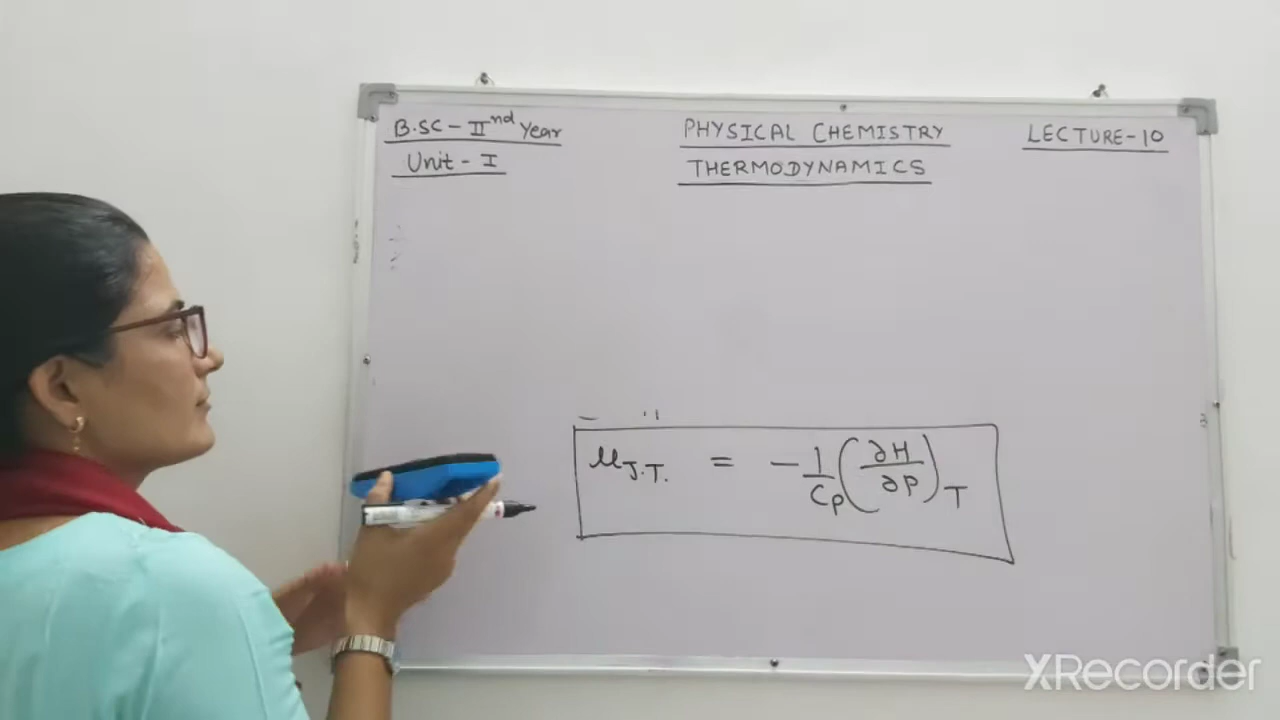 B.SC - IInd Year
PHYSICAL CHEMISTRY
LECTURE-10
Unit - I
THERMODYNAMICS
μJ.T. = - 1/CP (∂H/∂P)T
XRecorder